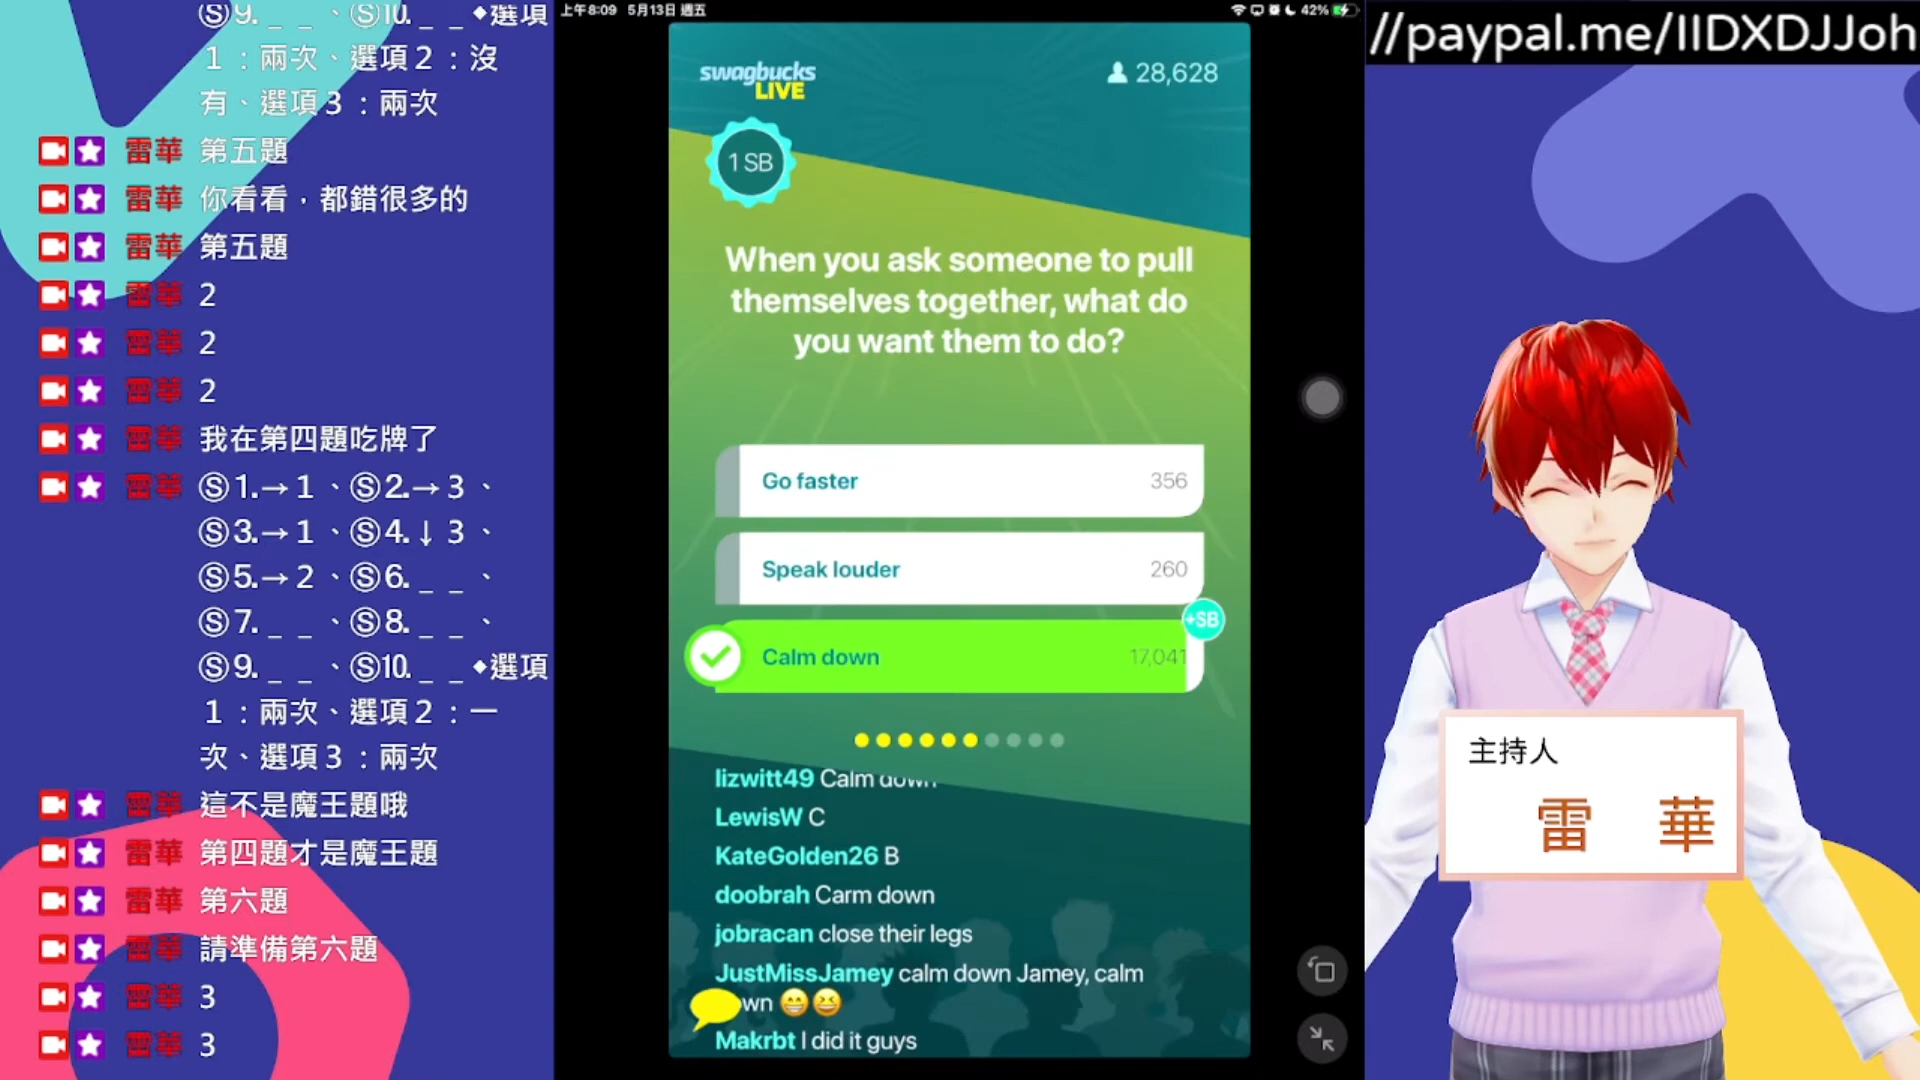 Ⓢ9. _ _ 、Ⓢ10. _ _ ◆選項
１：兩次、選項２：沒
有、選項３：兩次
雷華 第五題
雷華 你看看，都錯很多的
雷華 第五題
雷華 2
雷華 2
雷華 2
雷華 我在第四題吃牌了
雷華 Ⓢ1.→１、Ⓢ2.→３、
Ⓢ3.→１、Ⓢ4.↓３、
Ⓢ5.→２、Ⓢ6. _ _ 、
Ⓢ7. _ _ 、Ⓢ8. _ _ 、
Ⓢ9. _ _ 、Ⓢ10. _ _ ◆選項
１：兩次、選項２：一
次、選項３：兩次
雷華 這不是魔王題哦
雷華 第四題才是魔王題
雷華 第六題
雷華 請準備第六題
雷華 3
雷華 3
上午8:09 5月13日 週五
42%
swagbucks
LIVE
28,628
1 SB
When you ask someone to pull
themselves together, what do
you want them to do?
Go faster 356
Speak louder 260
+SB
Calm down 17,041
lizwitt49 Calm down
LewisW C
KateGolden26 B
doobrah Carm down
jobracan close their legs
JustMissJamey calm down Jamey, calm
wn 😁😆
Makrbt I did it guys
//paypal.me/IIDXDJJoh
主持人
雷 華